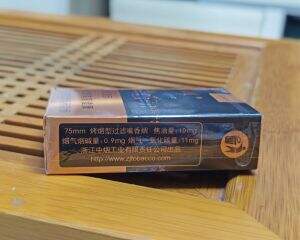 75mm 烤烟型过滤嘴香烟 焦油量:10mg
烟气烟碱量:0.9mg 烟气一氧化碳量:11mg
浙江中烟工业有限责任公司出品
http://www.zjtobacco.com